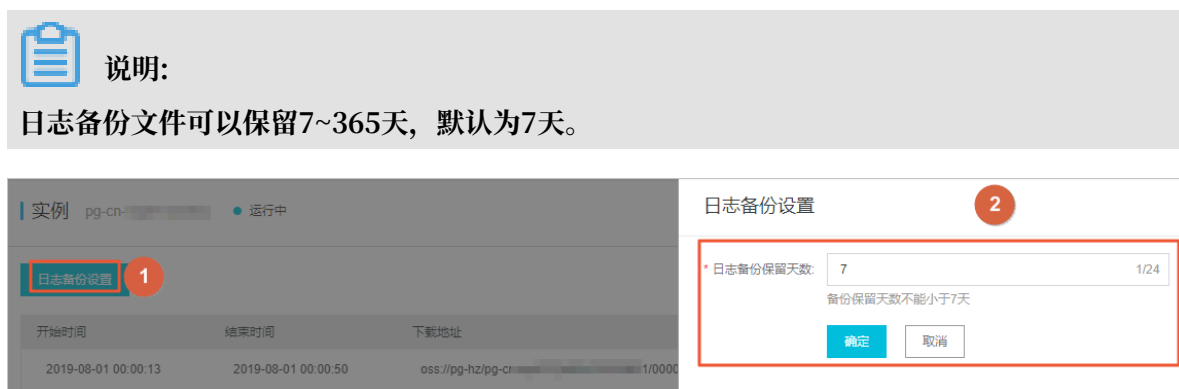 说明:
日志备份文件可以保留7~365天，默认为7天。
实例 pg-cn- 运行中
日志备份设置 1
开始时间 结束时间 下载地址
2019-08-01 00:00:13 2019-08-01 00:00:50 oss://pg-hz/pg-cn 1/0000
日志备份设置 2
* 日志备份保留天数: 7 1/24
备份保留天数不能小于7天
确定 取消